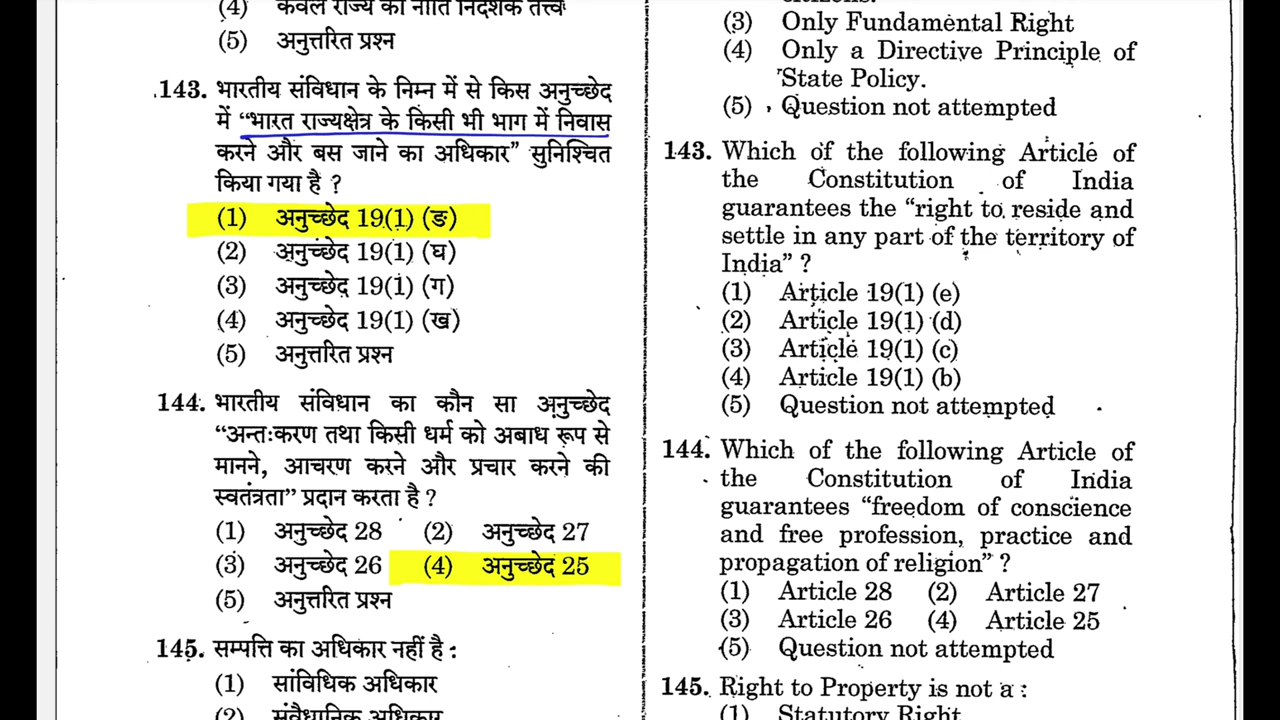 (4) केवल राज्य का नीति निदेशक तत्त्व
(5) अनुत्तरित प्रश्न
143. भारतीय संविधान के निम्न में से किस अनुच्छेद
में “भारत राज्यक्षेत्र के किसी भी भाग में निवास
करने और बस जाने का अधिकार” सुनिश्चित
किया गया है ?
(1) अनुच्छेद 19(1) (ङ)
(2) अनुच्छेद 19(1) (घ)
(3) अनुच्छेद 19(1) (ग)
(4) अनुच्छेद 19(1) (ख)
(5) अनुत्तरित प्रश्न
144. भारतीय संविधान का कौन सा अनुच्छेद
“अन्तःकरण तथा किसी धर्म को अबाध रूप से
मानने, आचरण करने और प्रचार करने की
स्वतंत्रता” प्रदान करता है ?
(1) अनुच्छेद 28 (2) अनुच्छेद 27
(3) अनुच्छेद 26 (4) अनुच्छेद 25
(5) अनुत्तरित प्रश्न
145. सम्पत्ति का अधिकार नहीं है :
(1) सांविधिक अधिकार
(2) संवैधानिक अधिकार
citizens.
(3) Only Fundamental Right
(4) Only a Directive Principle of
State Policy.
(5) Question not attempted
143. Which of the following Article of
the Constitution of India
guarantees the “right to reside and
settle in any part of the territory of
India” ?
(1) Article 19(1) (e)
(2) Article 19(1) (d)
(3) Article 19(1) (c)
(4) Article 19(1) (b)
(5) Question not attempted
144. Which of the following Article of
the Constitution of India
guarantees “freedom of conscience
and free profession, practice and
propagation of religion” ?
(1) Article 28 (2) Article 27
(3) Article 26 (4) Article 25
(5) Question not attempted
145. Right to Property is not a :
(1) Statutory Right